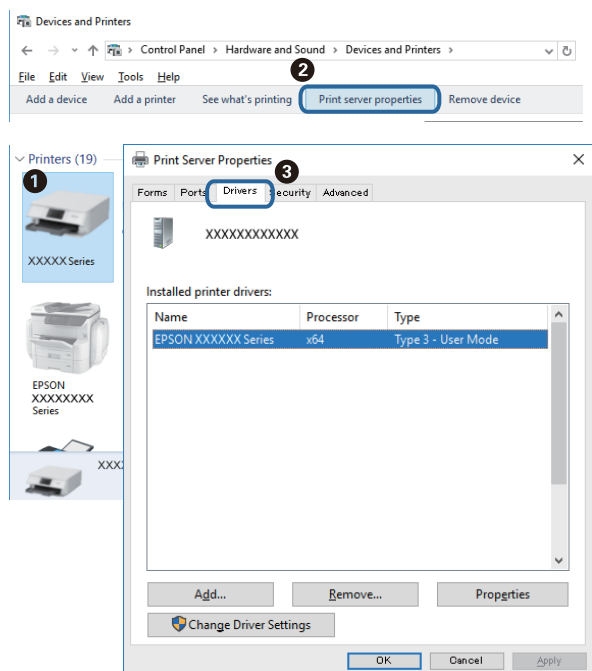 Devices and Printers
Control Panel > Hardware and Sound > Devices and Printers >
File Edit View Tools Help
2
Add a device Add a printer See what's printing Print server properties Remove device
Printers (19)
1
XXXXX Series
EPSON
XXXXXXXX
Series
XXX
Print Server Properties
3
Forms Ports Drivers Security Advanced
XXXXXXXXXXXX
Installed printer drivers:
Name Processor Type
EPSON XXXXXX Series x64 Type 3 - User Mode
Add... Remove... Properties
Change Driver Settings
OK Cancel Apply